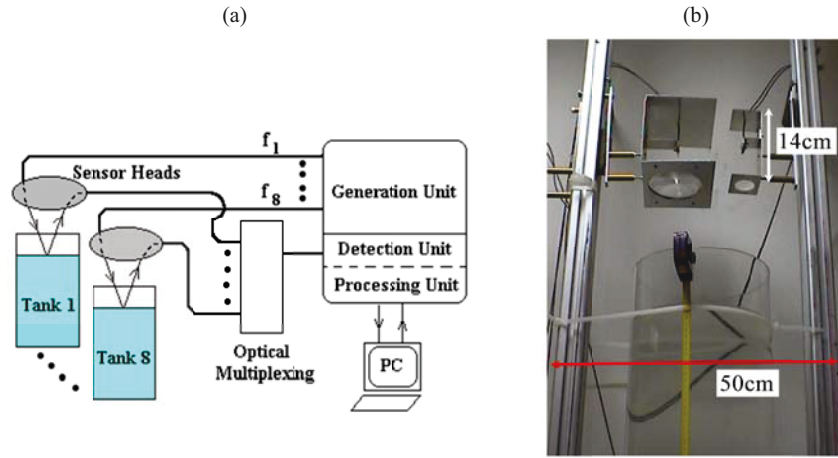 (a)
(b)
f1
Sensor Heads
f8
Generation Unit
Detection Unit
Processing Unit
Tank 1
Tank 8
Optical
Multiplexing
PC
14cm
50cm